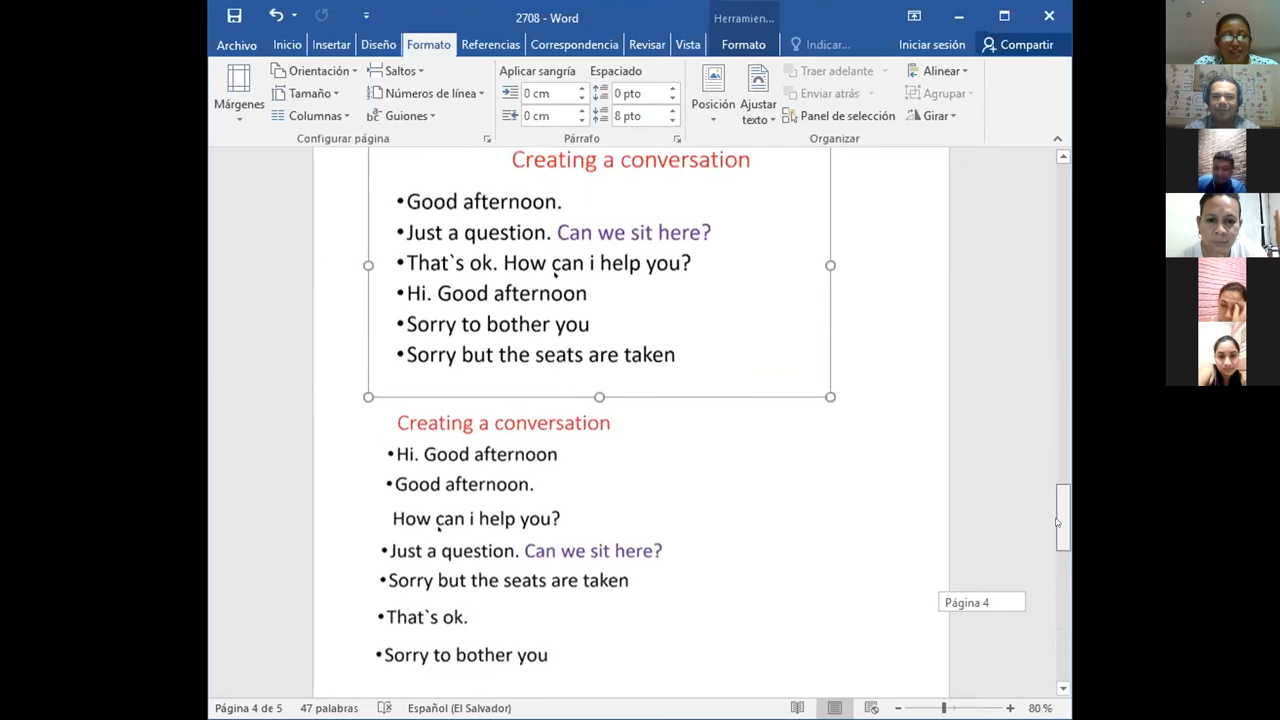 2708 - Word
Herramien...
Archivo Inicio Insertar Diseño Formato Referencias Correspondencia Revisar Vista Formato Indicar... Iniciar sesión Compartir
Márgenes
Orientación
Tamaño
Columnas
Saltos
Números de línea
Guiones
Configurar página
Aplicar sangría Espaciado
0 cm 0 pto
0 cm 8 pto
Párrafo
Posición
Ajustar texto
Traer adelante
Enviar atrás
Panel de selección
Alinear
Agrupar
Girar
Organizar
Creating a conversation
•Good afternoon.
•Just a question. Can we sit here?
•That`s ok. How can i help you?
•Hi. Good afternoon
•Sorry to bother you
•Sorry but the seats are taken
Creating a conversation
•Hi. Good afternoon
•Good afternoon.
How can i help you?
•Just a question. Can we sit here?
•Sorry but the seats are taken
•That`s ok.
•Sorry to bother you
Página 4
Página 4 de 5 47 palabras Español (El Salvador) 80 %